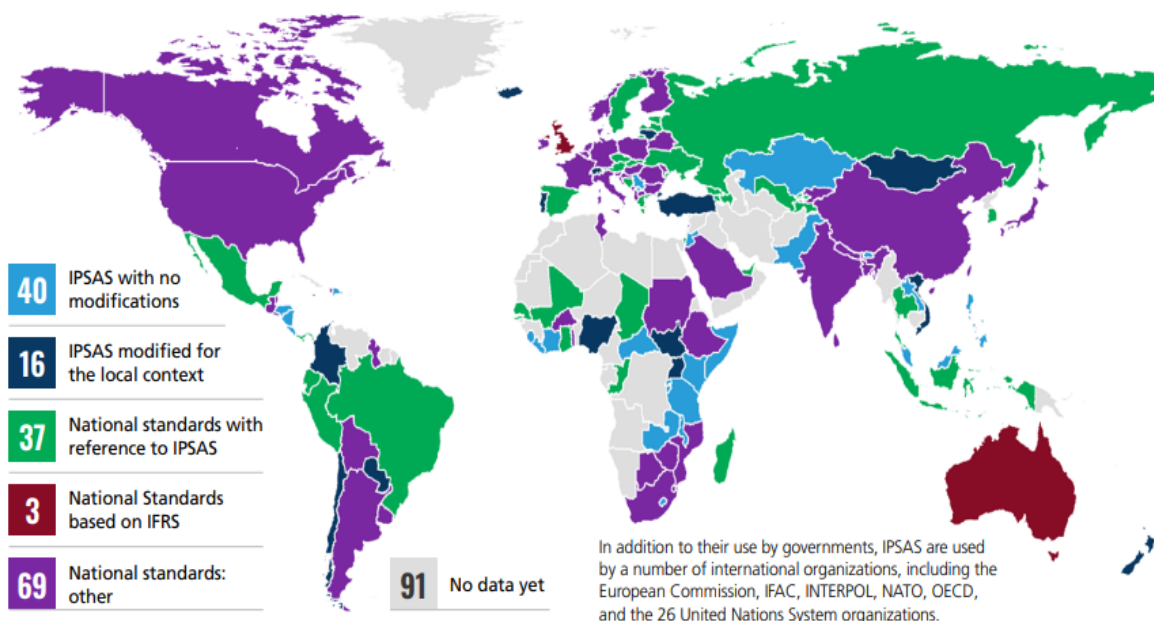 40 IPSAS with no
modifications
16 IPSAS modified for
the local context
37 National standards with
reference to IPSAS
3 National Standards
based on IFRS
69 National standards:
other
91 No data yet
In addition to their use by governments, IPSAS are used
by a number of international organizations, including the
European Commission, IFAC, INTERPOL, NATO, OECD,
and the 26 United Nations System organizations.